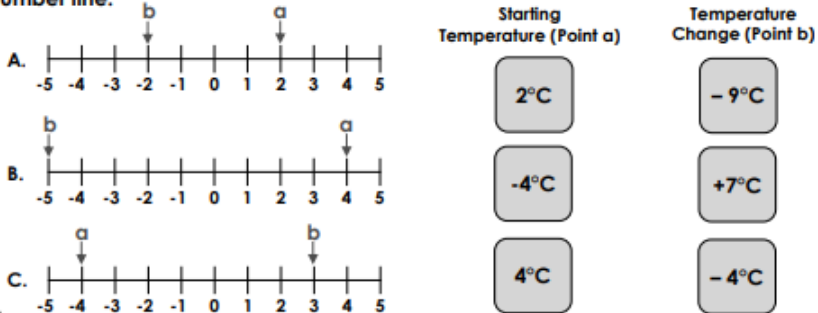 number line.
Starting
Temperature (Point a)
Temperature
Change (Point b)
b a
A.
-5 -4 -3 -2 -1 0 1 2 3 4 5
2°C
– 9°C
b a
B.
-5 -4 -3 -2 -1 0 1 2 3 4 5
-4°C
+7°C
a b
C.
-5 -4 -3 -2 -1 0 1 2 3 4 5
4°C
– 4°C